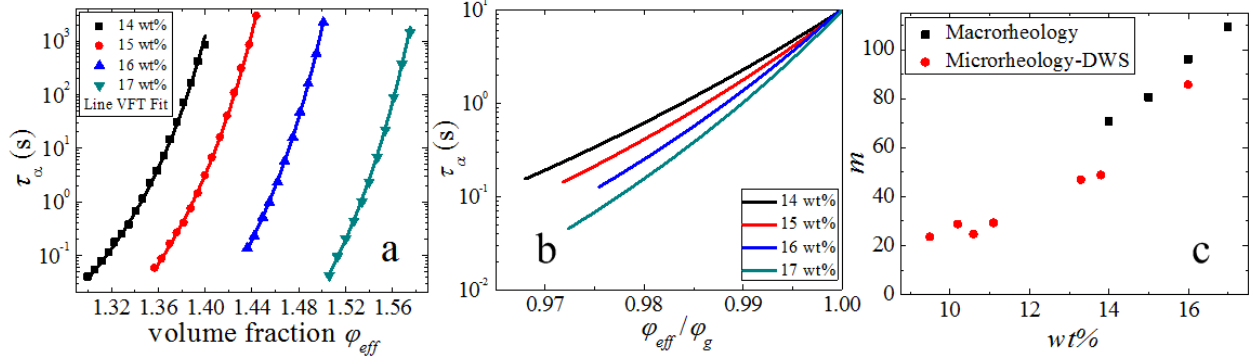 14 wt%
15 wt%
16 wt%
17 wt%
Line VFT Fit
a
τα (s)
10³
10²
10¹
10⁰
10⁻¹
1.32 1.36 1.40 1.44 1.48 1.52 1.56
volume fraction φeff
b
τα (s)
10¹
10⁰
10⁻¹
10⁻²
14 wt%
15 wt%
16 wt%
17 wt%
0.97 0.98 0.99 1.00
φeff/φg
c
Macrorheology
Microrheology-DWS
m
100
80
60
40
20
0
10 12 14 16
wt%